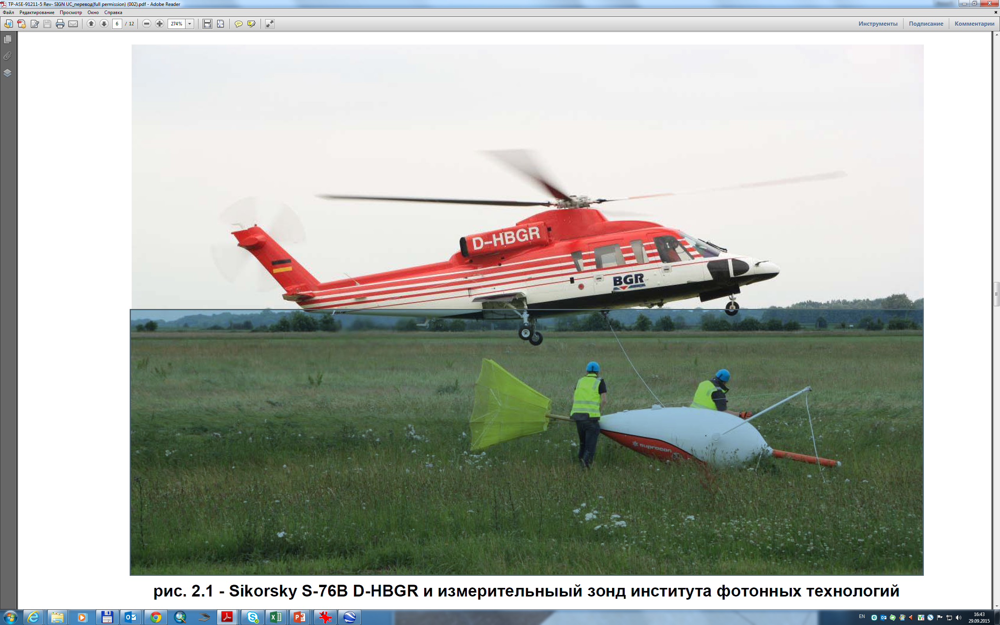 TP-ASE-91211-5 Rev- SIGN UC_перевод(full permission) (002).pdf - Adobe Reader
Файл Редактирование Просмотр Окно Справка
6 / 12 274% Инструменты Подписание Комментарии
D-HBGR
BGR
supracon
рис. 2.1 - Sikorsky S-76B D-HBGR и измерительныый зонд института фотонных технологий
EN 16:43
29.09.2015